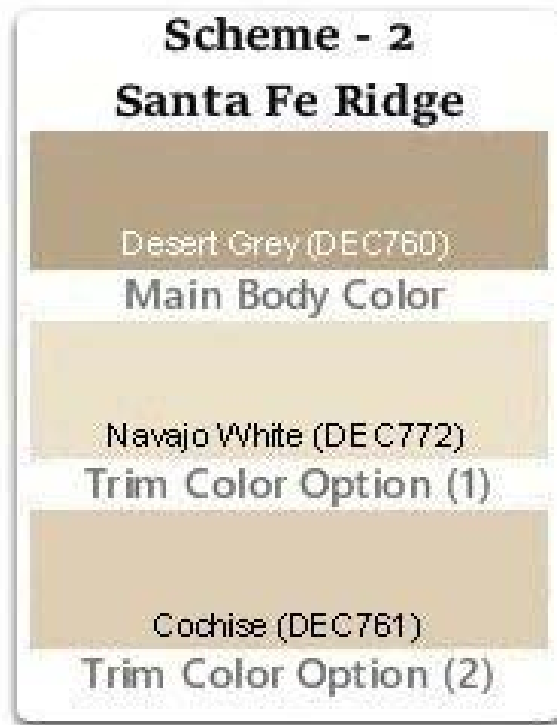 Scheme - 2
Santa Fe Ridge
Desert Grey (DEC760)
Main Body Color
Navajo White (DEC772)
Trim Color Option (1)
Cochise (DEC761)
Trim Color Option (2)